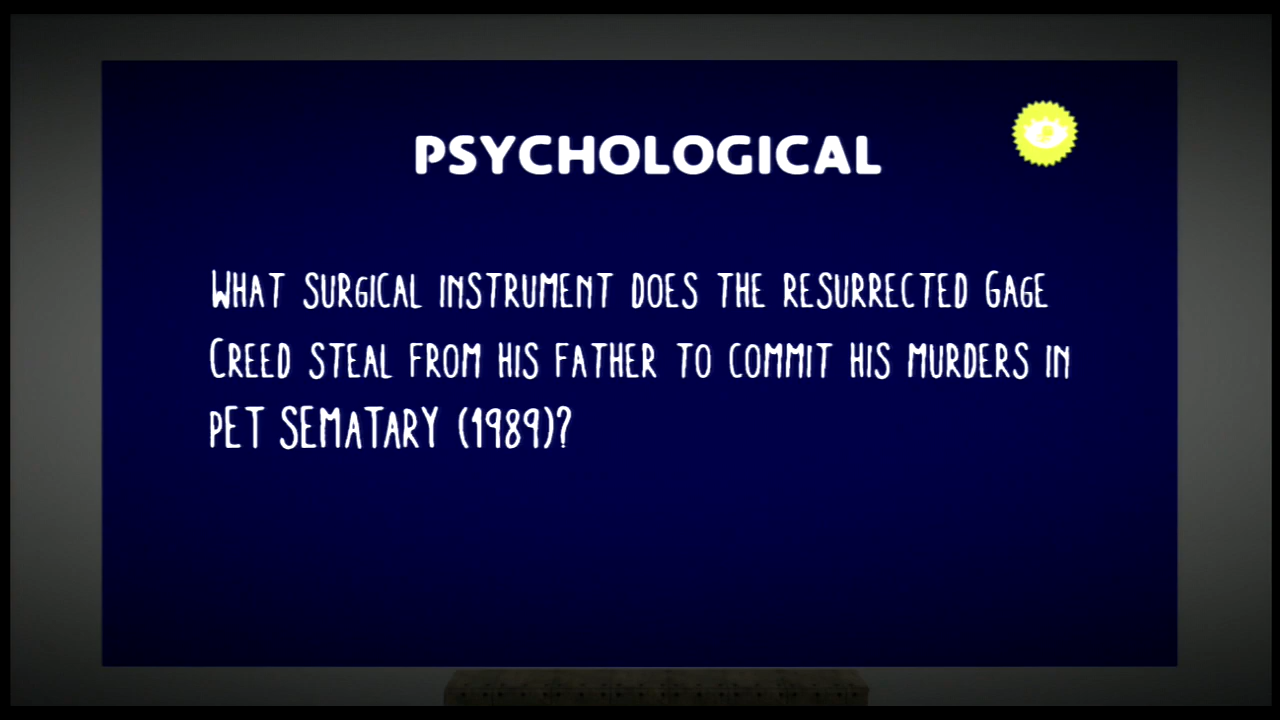 PSYCHOLOGICAL
WHAT SURGICAL INSTRUMENT DOES THE RESURRECTED GAGE
CREED STEAL FROM HIS FATHER TO COMMIT HIS MURDERS IN
PET SEMATARY (1989)?